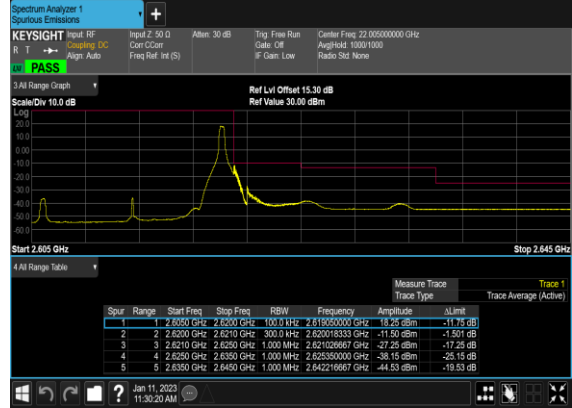 Spectrum Analyzer 1
Spurious Emissions
KEYSIGHT Input: RF Input Z: 50 Ω Atten: 30 dB Trig: Free Run Center Freq: 22.005000000 GHz
R T Coupling: DC Corr CCorr Gate: Off Avg|Hold: 1000/1000
Align: Auto Freq Ref: Int (S) IF Gain: Low Radio Std: None
PASS
3 All Range Graph
Ref Lvl Offset 15.30 dB
Scale/Div 10.0 dB Ref Value 30.00 dBm
Log
20.0
10.0
0.00
-10.0
-20.0
-30.0
-40.0
-50.0
-60.0
Start 2.605 GHz Stop 2.645 GHz
4 All Range Table
Measure Trace Trace 1
Trace Type Trace Average (Active)
Spur Range Start Freq Stop Freq RBW Frequency Amplitude ΔLimit
1 1 2.6050 GHz 2.6200 GHz 100.0 kHz 2.619050000 GHz 18.25 dBm -11.75 dB
2 2 2.6200 GHz 2.6210 GHz 300.0 kHz 2.620018333 GHz -11.50 dBm -1.501 dB
3 3 2.6210 GHz 2.6250 GHz 1.000 MHz 2.621026667 GHz -27.25 dBm -17.25 dB
4 4 2.6250 GHz 2.6350 GHz 1.000 MHz 2.625350000 GHz -38.15 dBm -25.15 dB
5 5 2.6350 GHz 2.6450 GHz 1.000 MHz 2.642216667 GHz -44.53 dBm -19.53 dB
? Jan 11, 2023
11:30:20 AM